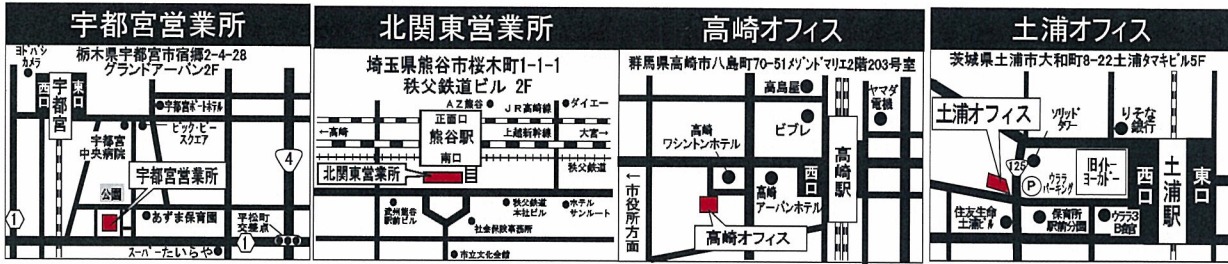 宇都宮営業所
栃木県宇都宮市宿郷2-4-28
グランドアーバン2F
ヨドバシ
カメラ
西口
宇都宮
東口
宇都宮ポートホテル
ビック・ビー
スクエア
宇都宮
中央病院
4
宇都宮営業所
公園
あずま保育園
平松町
交差点
1
1
スーパーたいらや
北関東営業所
埼玉県熊谷市桜木町1-1-1
秩父鉄道ビル 2F
AZ熊谷
JR高崎線
ダイエー
正面口
←高崎
熊谷駅
上越新幹線
大宮→
南口
秩父鉄道
北関東営業所
武州熊谷
駅前ビル
秩父鉄道
本社ビル
ホテル
サンルート
社会保険事務所
市立文化会館
高崎オフィス
群馬県高崎市八島町70-51メゾンドマリエ2階203号室
高島屋
ヤマダ
電機
ビブレ
高崎
ワシントンホテル
高崎駅
西口
←市役所方面
高崎
アーバンホテル
高崎オフィス
土浦オフィス
茨城県土浦市大和町8-22土浦タマキビル5F
土浦オフィス
ソリッド
タワー
りそな
銀行
125
旧イトー
ヨーカドー
P
ウララ
パーキング
西口
土浦駅
東口
住友生命
土浦ビル
保育所
駅前分園
ウララ3
B館